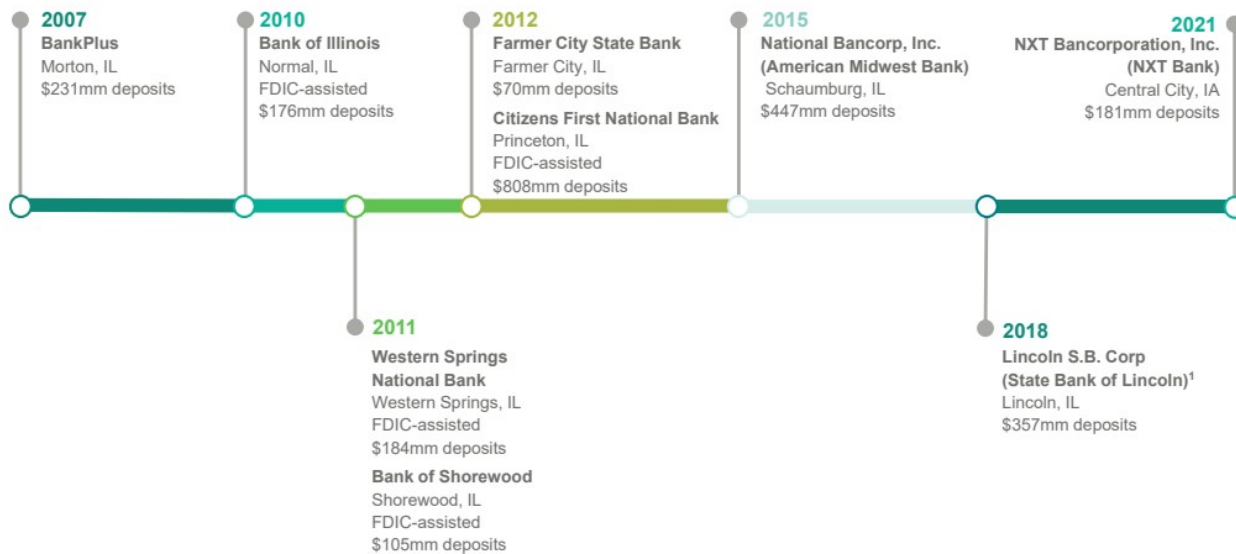 2007
BankPlus
Morton, IL
$231mm deposits
2010
Bank of Illinois
Normal, IL
FDIC-assisted
$176mm deposits
2012
Farmer City State Bank
Farmer City, IL
$70mm deposits
Citizens First National Bank
Princeton, IL
FDIC-assisted
$808mm deposits
2015
National Bancorp, Inc.
(American Midwest Bank)
Schaumburg, IL
$447mm deposits
2021
NXT Bancorporation, Inc.
(NXT Bank)
Central City, IA
$181mm deposits
2011
Western Springs
National Bank
Western Springs, IL
FDIC-assisted
$184mm deposits
Bank of Shorewood
Shorewood, IL
FDIC-assisted
$105mm deposits
2018
Lincoln S.B. Corp
(State Bank of Lincoln)¹
Lincoln, IL
$357mm deposits